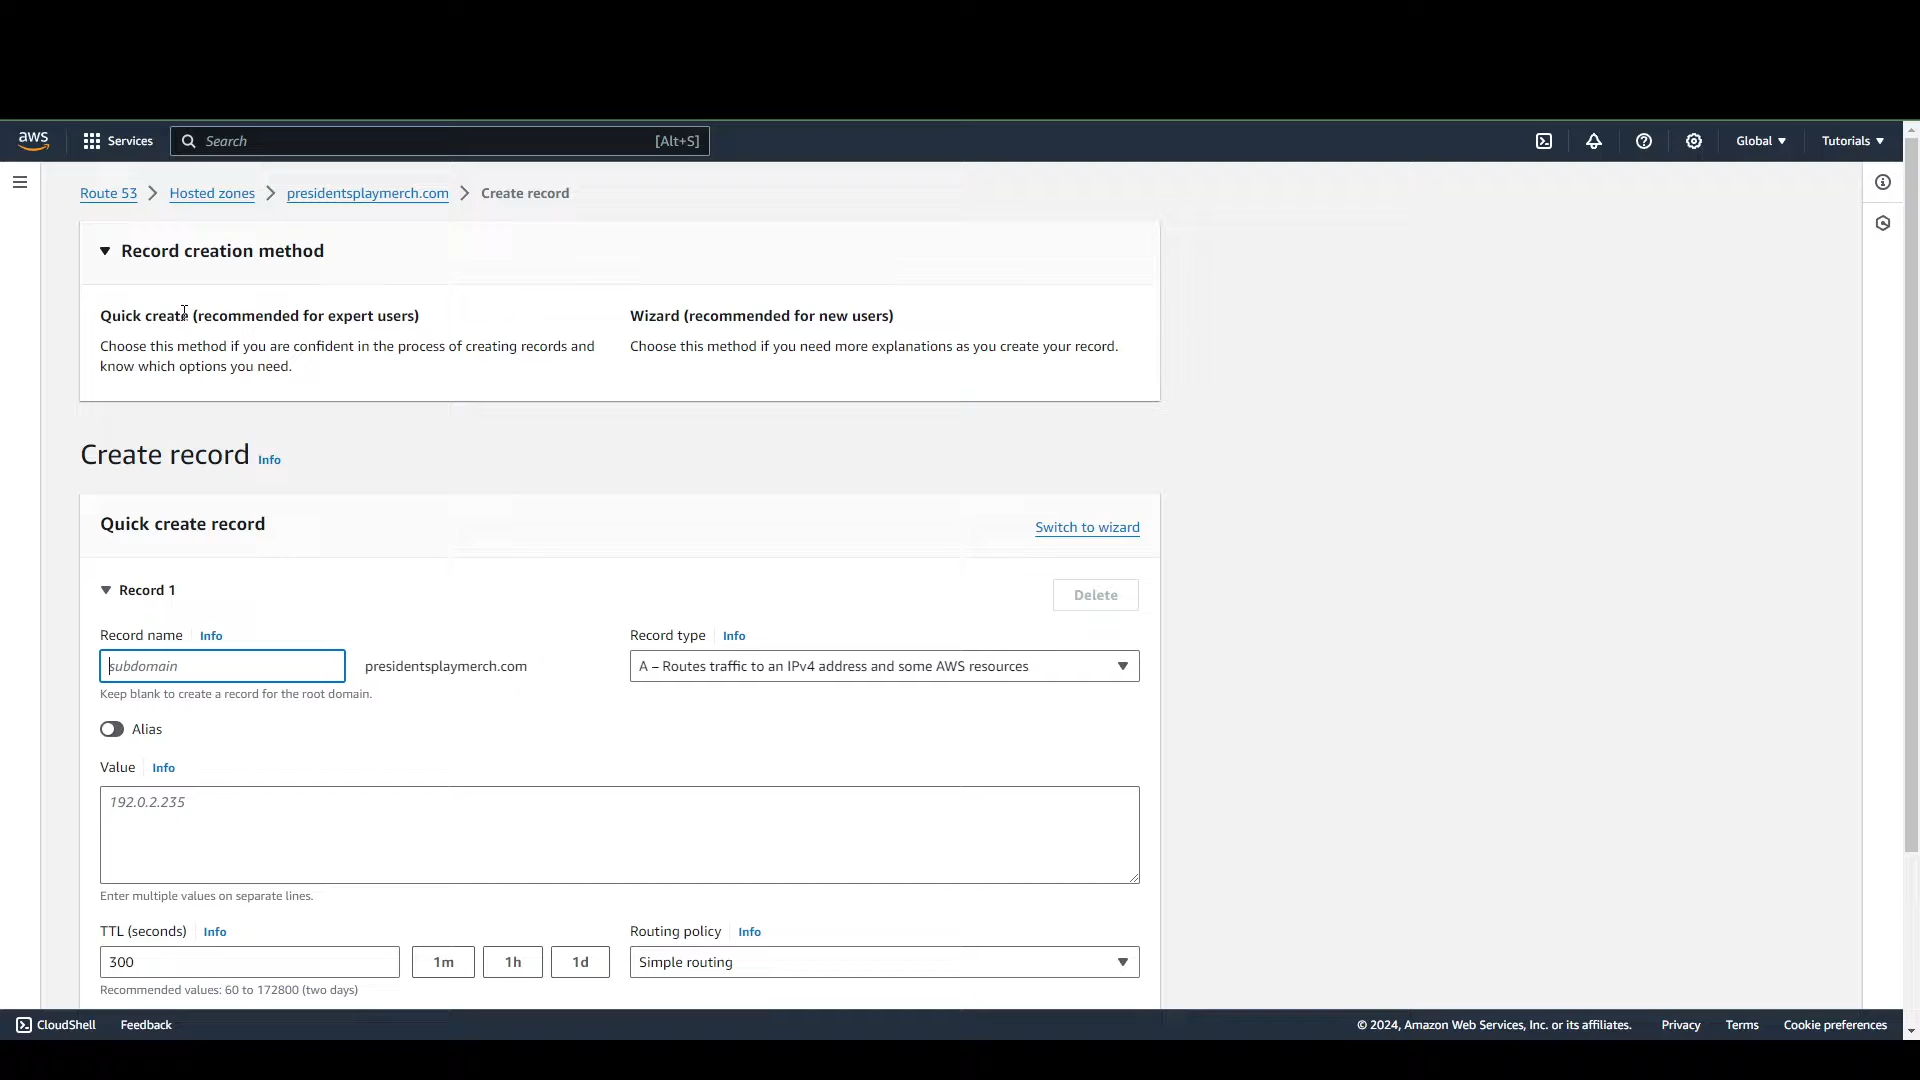 aws
Services
Search
[Alt+S]
Global
Tutorials
Route 53
Hosted zones
presidentsplaymerch.com
Create record
Record creation method
Quick create (recommended for expert users)
Choose this method if you are confident in the process of creating records and
know which options you need.
Wizard (recommended for new users)
Choose this method if you need more explanations as you create your record.
Create record
Info
Quick create record
Switch to wizard
Record 1
Delete
Record name
Info
subdomain
presidentsplaymerch.com
Keep blank to create a record for the root domain.
Record type
Info
A – Routes traffic to an IPv4 address and some AWS resources
Alias
Value
Info
192.0.2.235
Enter multiple values on separate lines.
TTL (seconds)
Info
300
1m
1h
1d
Recommended values: 60 to 172800 (two days)
Routing policy
Info
Simple routing
CloudShell
Feedback
© 2024, Amazon Web Services, Inc. or its affiliates.
Privacy
Terms
Cookie preferences